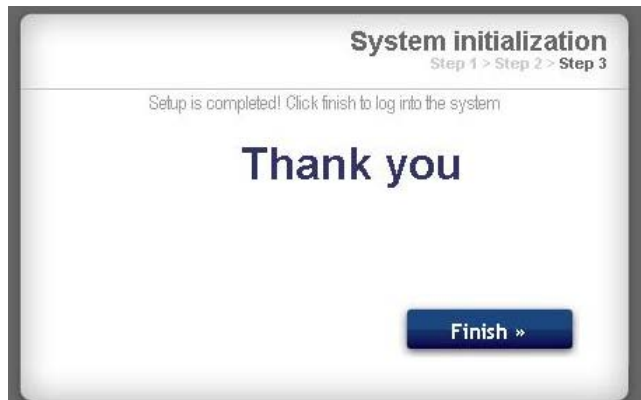 System initialization
Step 1 > Step 2 > Step 3
Setup is completed! Click finish to log into the system
Thank you
Finish »